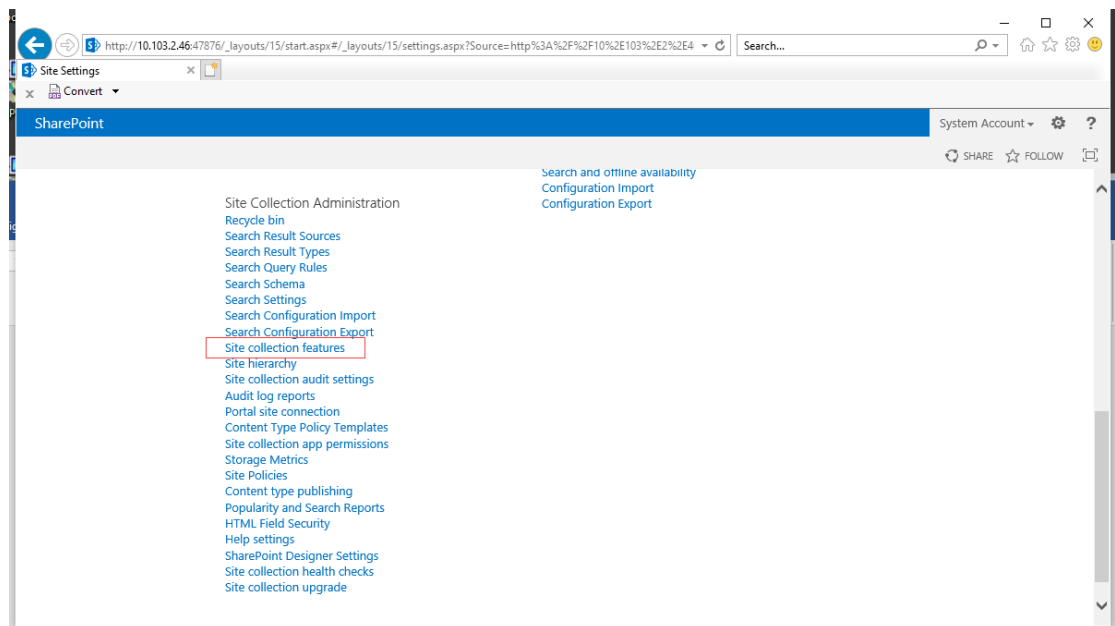 http://10.103.2.46:47876/_layouts/15/start.aspx#/_layouts/15/settings.aspx?Source=http%3A%2F%2F10%2E103%2E2%2E4
Search...
Site Settings
Convert
SharePoint
System Account
?
SHARE
FOLLOW
Search and offline availability
Configuration Import
Configuration Export
Site Collection Administration
Recycle bin
Search Result Sources
Search Result Types
Search Query Rules
Search Schema
Search Settings
Search Configuration Import
Search Configuration Export
Site collection features
Site hierarchy
Site collection audit settings
Audit log reports
Portal site connection
Content Type Policy Templates
Site collection app permissions
Storage Metrics
Site Policies
Content type publishing
Popularity and Search Reports
HTML Field Security
Help settings
SharePoint Designer Settings
Site collection health checks
Site collection upgrade